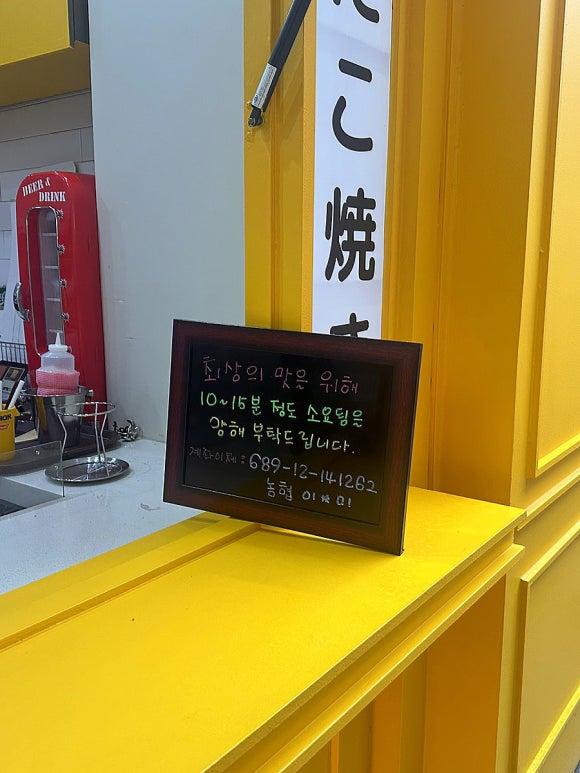 BEER &
DRINK
たこ焼き
최상의 맛을 위해
10~15분 정도 소요됨을
양해 부탁드립니다.
계좌이체: 689-12-141262
농협